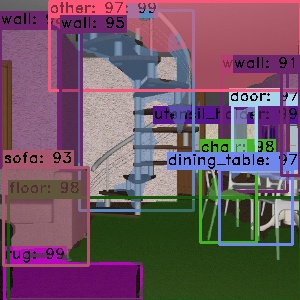 other: 97: 99
wall: 9
wall: 95
wall: 91
door: 97
utensil_holder: 99
chair: 98
dining_table: 97
sofa: 93
floor: 98
rug: 99